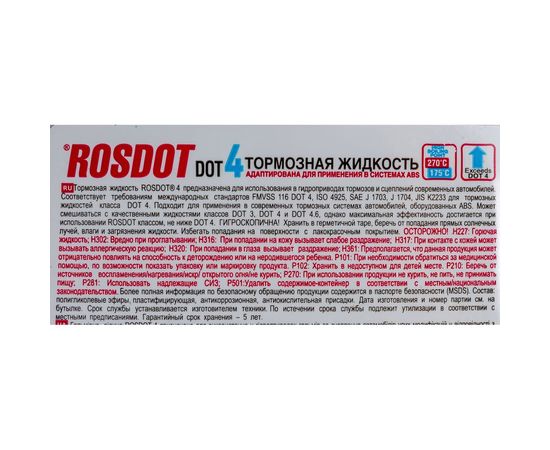 ®ROSDOT DOT 4 ТОРМОЗНАЯ ЖИДКОСТЬ
АДАПТИРОВАНА ДЛЯ ПРИМЕНЕНИЯ В СИСТЕМАХ ABS
BOILING POINT
270°C
175°C
Exceeds
DOT 4
RU Тормозная жидкость ROSDOT® 4 предназначена для использования в гидроприводах тормозов и сцеплений современных автомобилей.
Соответствует требованиям международных стандартов FMVSS 116 DOT 4, ISO 4925, SAE J 1703, J 1704, JIS K2233 для тормозных
жидкостей класса DOT 4. Подходит для применения в современных тормозных системах автомобилей, оборудованных ABS. Может
смешиваться с качественными жидкостями классов DOT 3, DOT 4 и DOT 4.6, однако максимальная эффективность достигается при
использовании ROSDOT классом, не ниже DOT 4. ГИГРОСКОПИЧНА! Хранить в герметичной таре, беречь от попадания прямых солнечных
лучей, влаги и загрязнения жидкости. Избегать попадания на поверхности с лакокрасочным покрытием. ОСТОРОЖНО! H227: Горючая
жидкость; H302: Вредно при проглатывании; H316: При попадании на кожу вызывает слабое раздражение; H317: При контакте с кожей может
вызывать аллергическую реакцию; H320: При попадании в глаза вызывает раздражение; H361: Предполагается, что данная продукция может
отрицательно повлиять на способность к деторождению или на неродившегося ребенка. P101: При необходимости обратиться за медицинской
помощью, по возможности показать упаковку или маркировку продукта. P102: Хранить в недоступном для детей месте. P210: Беречь от
источников воспламенения/нагревания/искр/ открытого огня/не курить); P270: При использовании продукции не курить, не пить, не принимать
пищу; P281: Использовать надлежащие СИЗ; P501:Удалить содержимое-контейнер в соответствии с местным/национальным
законодательством. Более полная информация по безопасному обращению продукции содержится в паспорте безопасности (MSDS). Состав:
полигликолевые эфиры, пластифицирующая, антикоррозионная, антиокислительная присадки. Дата изготовления и номер партии см. на
бутылке. Срок службы установлен изготовителем техники. По истечении срока службы подлежит утилизации в соответствии с
местными предписаниями. Гарантийный срок хранения – 5 лет.